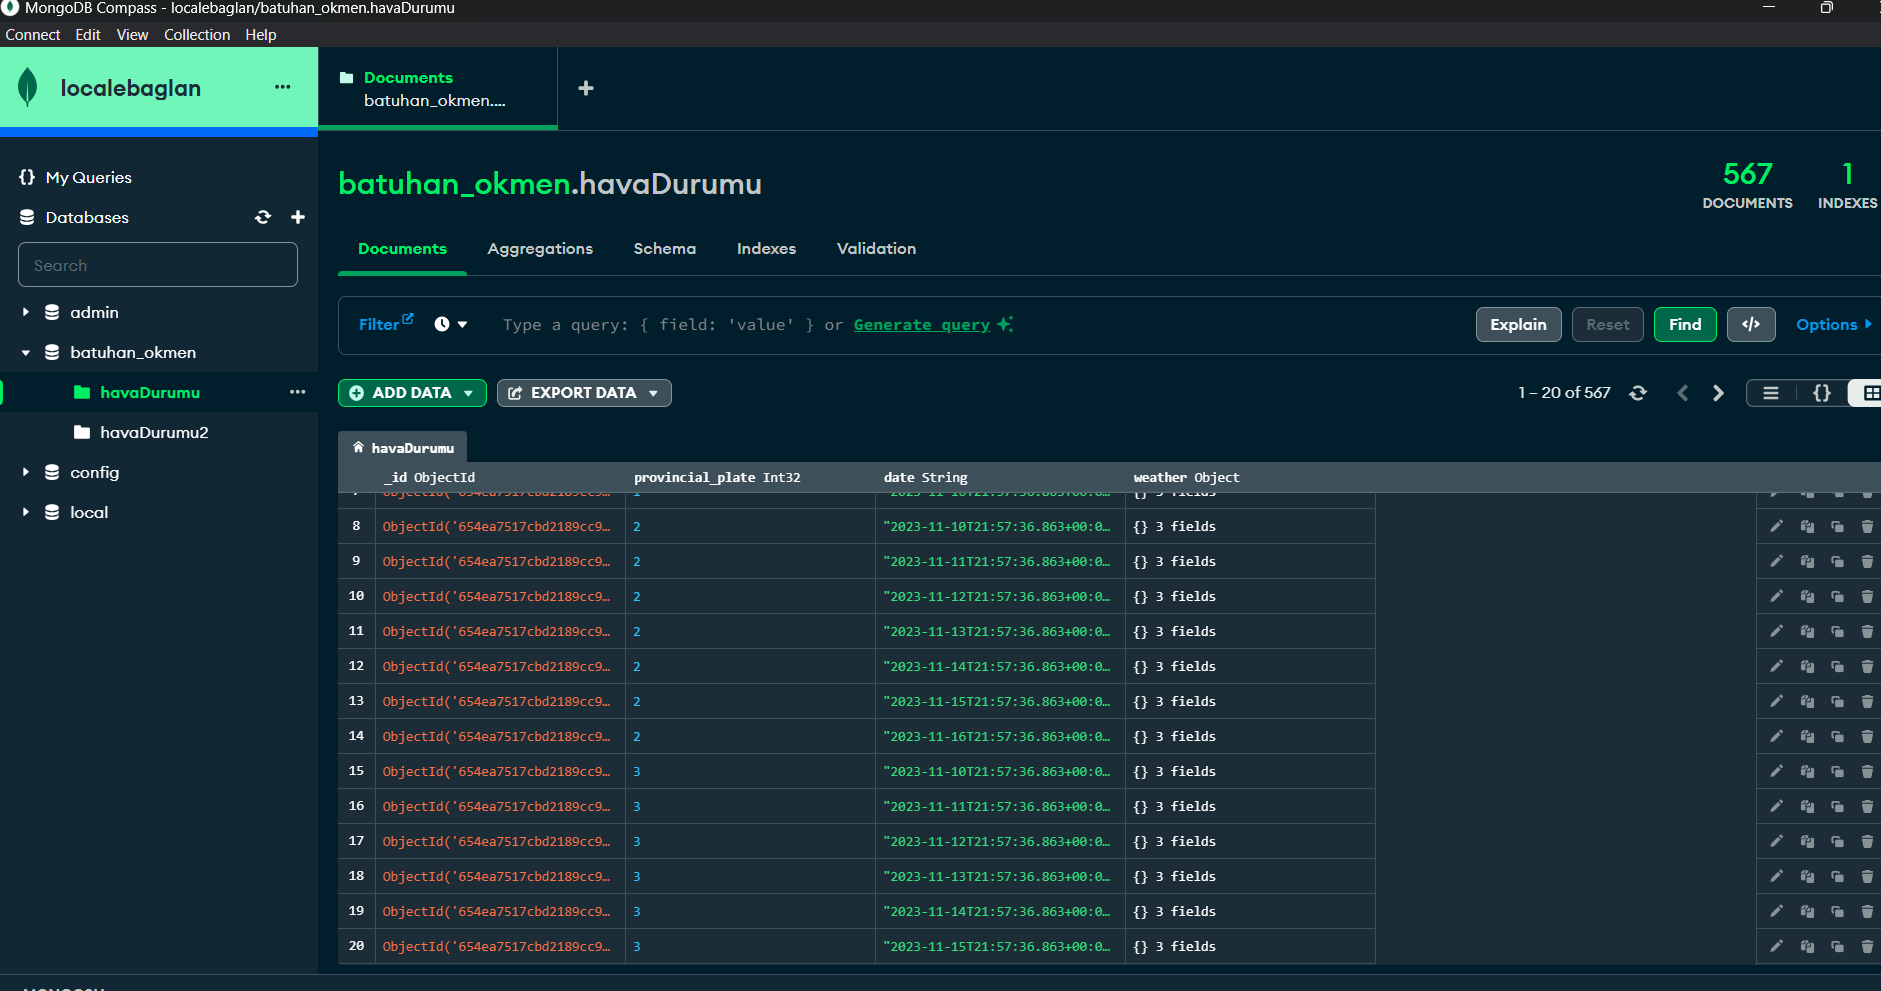 MongoDB Compass - localebaglan/batuhan_okmen.havaDurumu
Connect Edit View Collection Help
localebaglan
Documents
batuhan_okmen....
My Queries
Databases
Search
admin
batuhan_okmen
havaDurumu
havaDurumu2
config
local
batuhan_okmen.havaDurumu
567
DOCUMENTS
1
INDEXES
Documents Aggregations Schema Indexes Validation
Filter Type a query: { field: 'value' } or Generate query Explain Reset Find </> Options
ADD DATA EXPORT DATA 1 – 20 of 567 {}
havaDurumu
_id ObjectId provincial_plate Int32 date String weather Object
8 ObjectId('654ea7517cbd2189cc9… 2 "2023-11-10T21:57:36.863+00:0… {} 3 fields
9 ObjectId('654ea7517cbd2189cc9… 2 "2023-11-11T21:57:36.863+00:0… {} 3 fields
10 ObjectId('654ea7517cbd2189cc9… 2 "2023-11-12T21:57:36.863+00:0… {} 3 fields
11 ObjectId('654ea7517cbd2189cc9… 2 "2023-11-13T21:57:36.863+00:0… {} 3 fields
12 ObjectId('654ea7517cbd2189cc9… 2 "2023-11-14T21:57:36.863+00:0… {} 3 fields
13 ObjectId('654ea7517cbd2189cc9… 2 "2023-11-15T21:57:36.863+00:0… {} 3 fields
14 ObjectId('654ea7517cbd2189cc9… 2 "2023-11-16T21:57:36.863+00:0… {} 3 fields
15 ObjectId('654ea7517cbd2189cc9… 3 "2023-11-10T21:57:36.863+00:0… {} 3 fields
16 ObjectId('654ea7517cbd2189cc9… 3 "2023-11-11T21:57:36.863+00:0… {} 3 fields
17 ObjectId('654ea7517cbd2189cc9… 3 "2023-11-12T21:57:36.863+00:0… {} 3 fields
18 ObjectId('654ea7517cbd2189cc9… 3 "2023-11-13T21:57:36.863+00:0… {} 3 fields
19 ObjectId('654ea7517cbd2189cc9… 3 "2023-11-14T21:57:36.863+00:0… {} 3 fields
20 ObjectId('654ea7517cbd2189cc9… 3 "2023-11-15T21:57:36.863+00:0… {} 3 fields